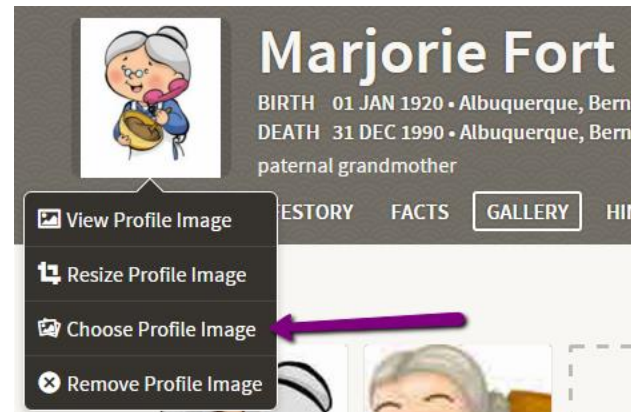 Marjorie Fort
BIRTH 01 JAN 1920 • Albuquerque, Bern
DEATH 31 DEC 1990 • Albuquerque, Bern
paternal grandmother
FESTORY FACTS GALLERY
View Profile Image
Resize Profile Image
Choose Profile Image
Remove Profile Image